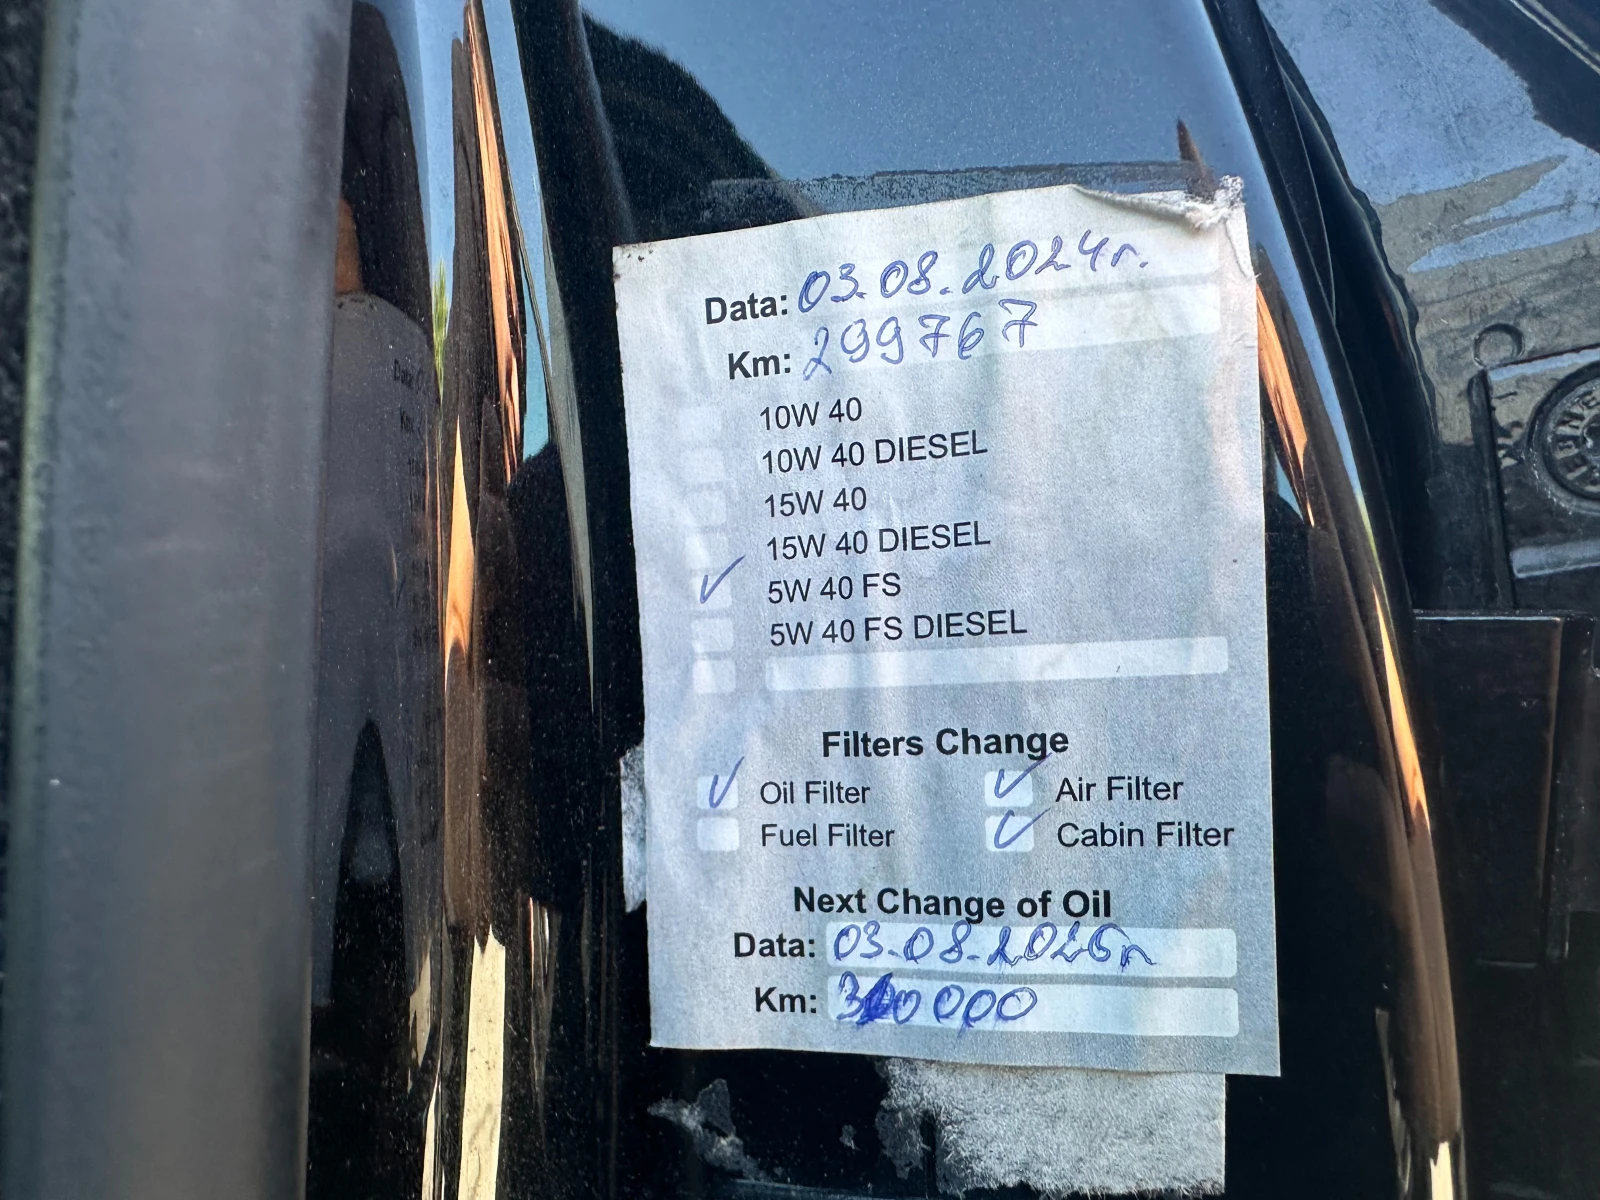 Data: 03.08.2024г.
Km: 299767
10W 40
10W 40 DIESEL
15W 40
15W 40 DIESEL
✓ 5W 40 FS
5W 40 FS DIESEL
Filters Change
✓ Oil Filter ✓ Air Filter
Fuel Filter ✓ Cabin Filter
Next Change of Oil
Data: 03.08.2026г
Km: 310000